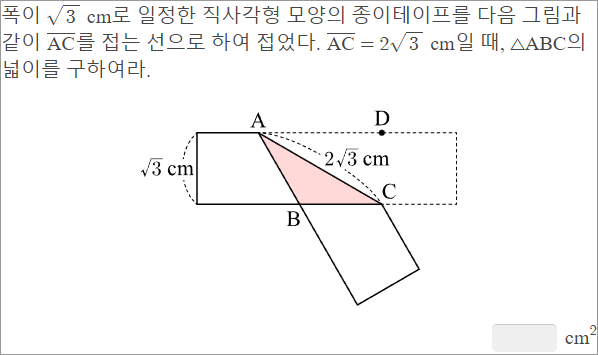 폭이 √3 cm로 일정한 직사각형 모양의 종이테이프를 다음 그림과
같이 A̅C̅를 접는 선으로 하여 접었다. A̅C̅ = 2√3 cm일 때, △ABC의
넓이를 구하여라.
A
D
√3 cm
2√3 cm
C
B
cm²